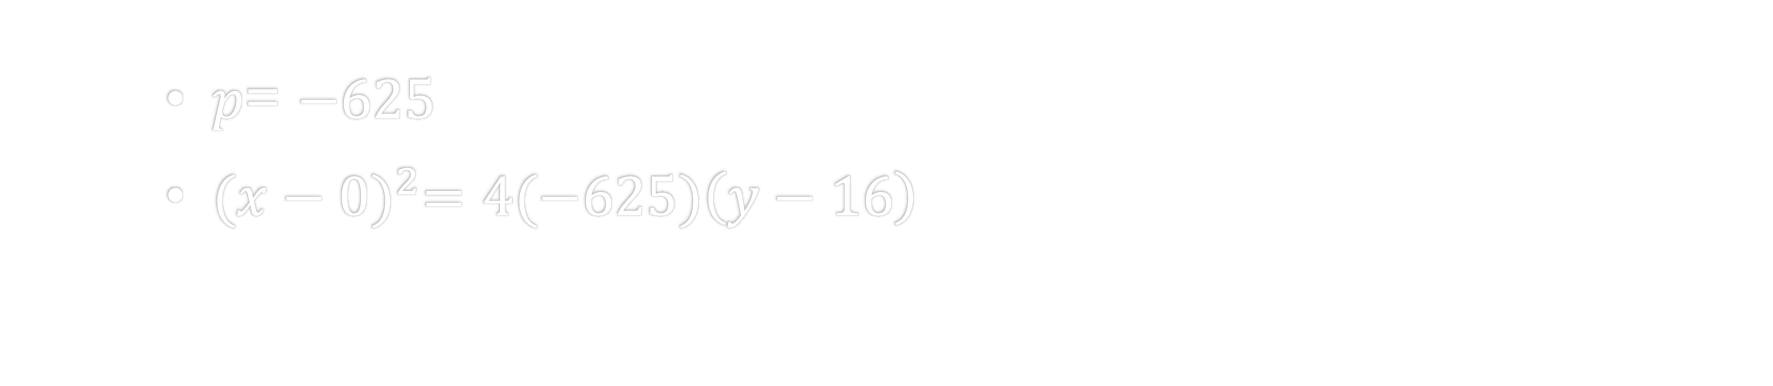 • p= −625
• (x − 0)²= 4(−625)(y − 16)